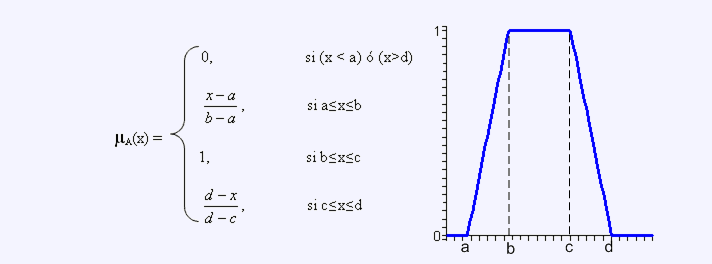 0, si (x < a) ó (x>d)
x – a
b – a , si a≤x≤b
μA(x) =
1, si b≤x≤c
d – x
d – c , si c≤x≤d
1
0
a b c d